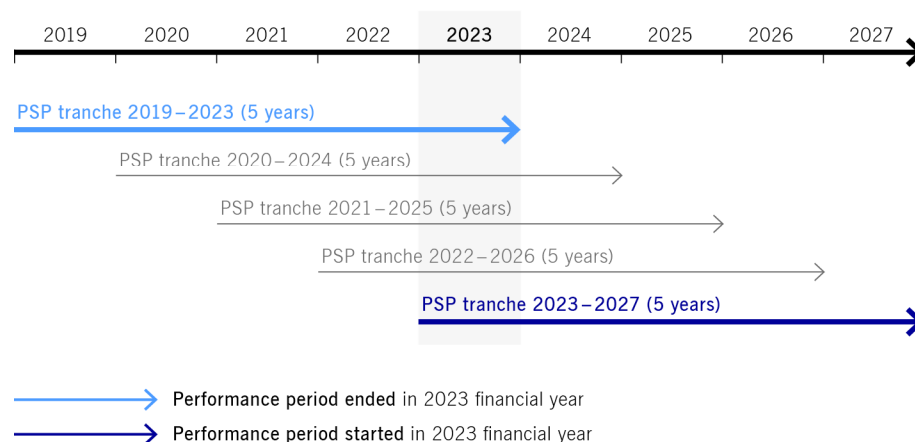 2019 2020 2021 2022 2023 2024 2025 2026 2027
PSP tranche 2019–2023 (5 years)
PSP tranche 2020–2024 (5 years)
PSP tranche 2021–2025 (5 years)
PSP tranche 2022–2026 (5 years)
PSP tranche 2023–2027 (5 years)
Performance period ended in 2023 financial year
Performance period started in 2023 financial year